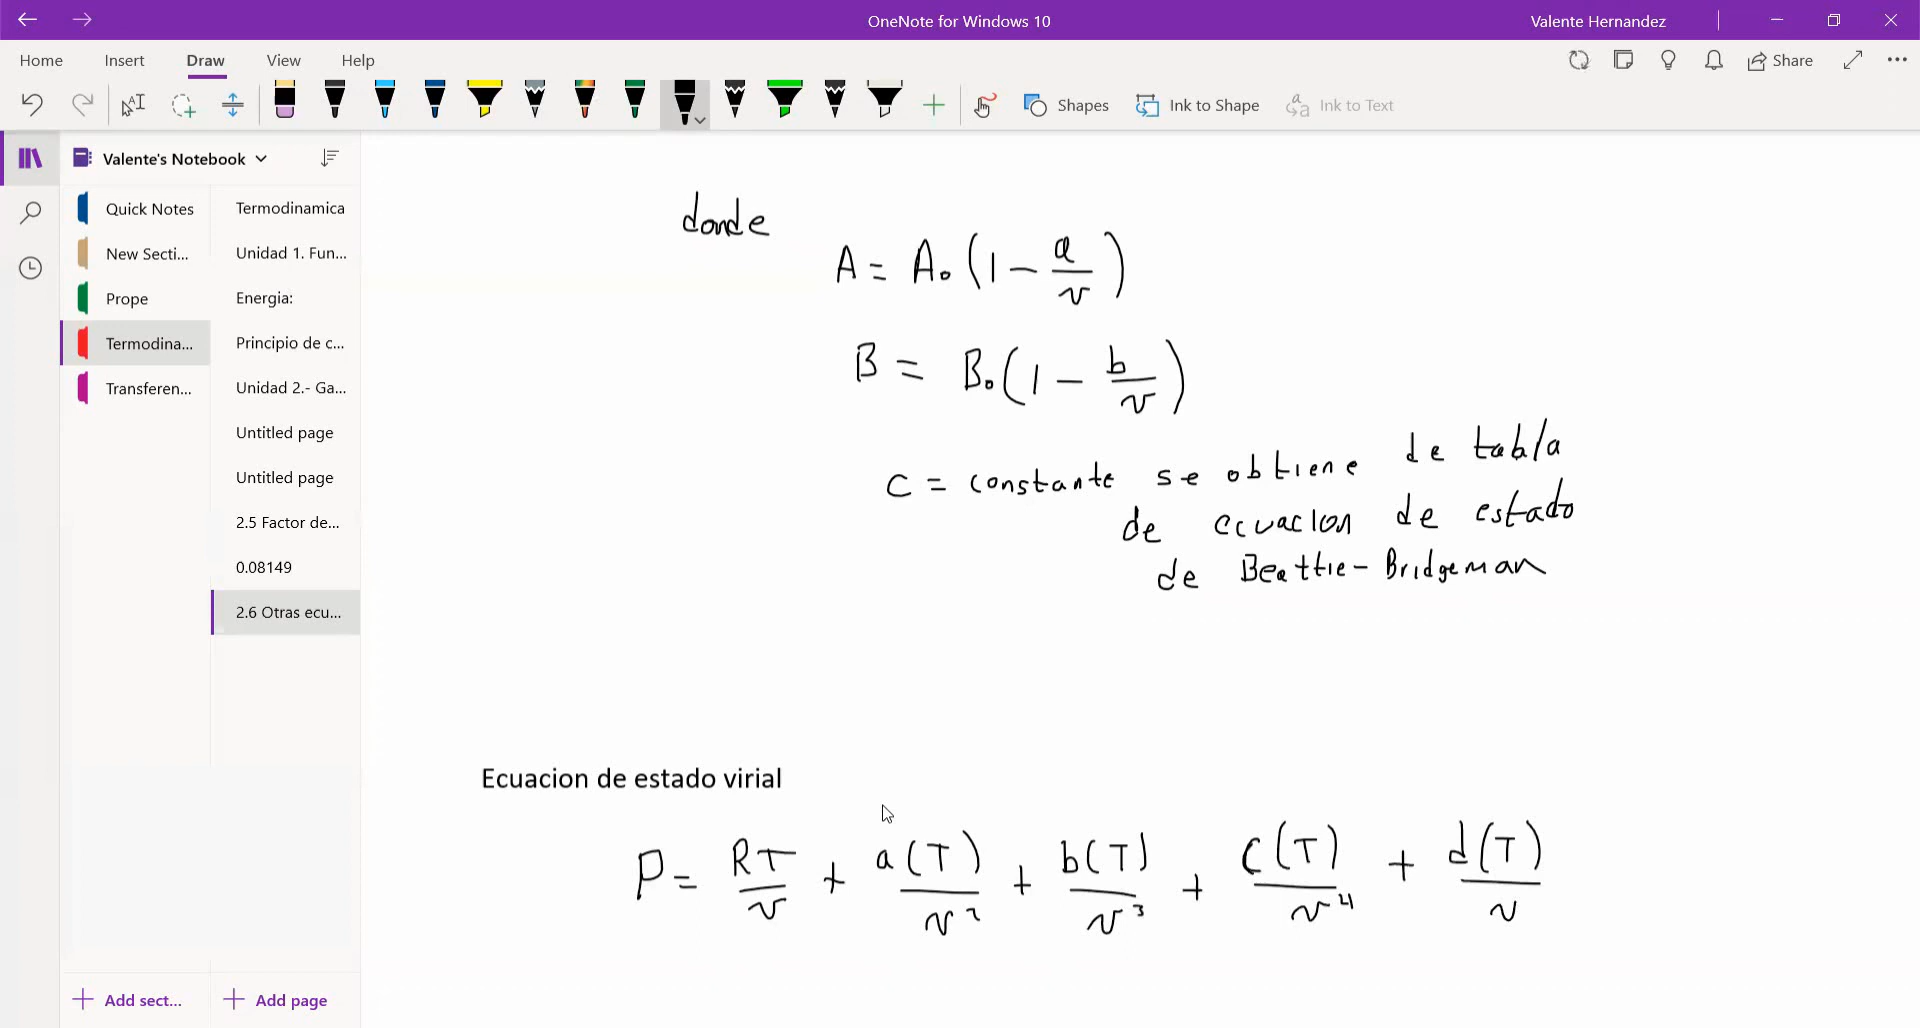 OneNote for Windows 10
Valente Hernandez
Home Insert Draw View Help
Share
Shapes
Ink to Shape
Ink to Text
Valente's Notebook
Quick Notes
New Secti...
Prope
Termodina...
Transferen...
Termodinamica
Unidad 1. Fun...
Energia:
Principio de c...
Unidad 2.- Ga...
Untitled page
Untitled page
2.5 Factor de...
0.08149
2.6 Otras ecu...
Add sect...
Add page
donde
A = A₀ (1 - a/v)
B = B₀ (1 - b/v)
c = constante se obtiene de tabla
de ecuacion de estado
de Beattie-Bridgeman
Ecuacion de estado virial
P = RT/v + a(T)/v² + b(T)/v³ + c(T)/v⁴ + d(T)/v